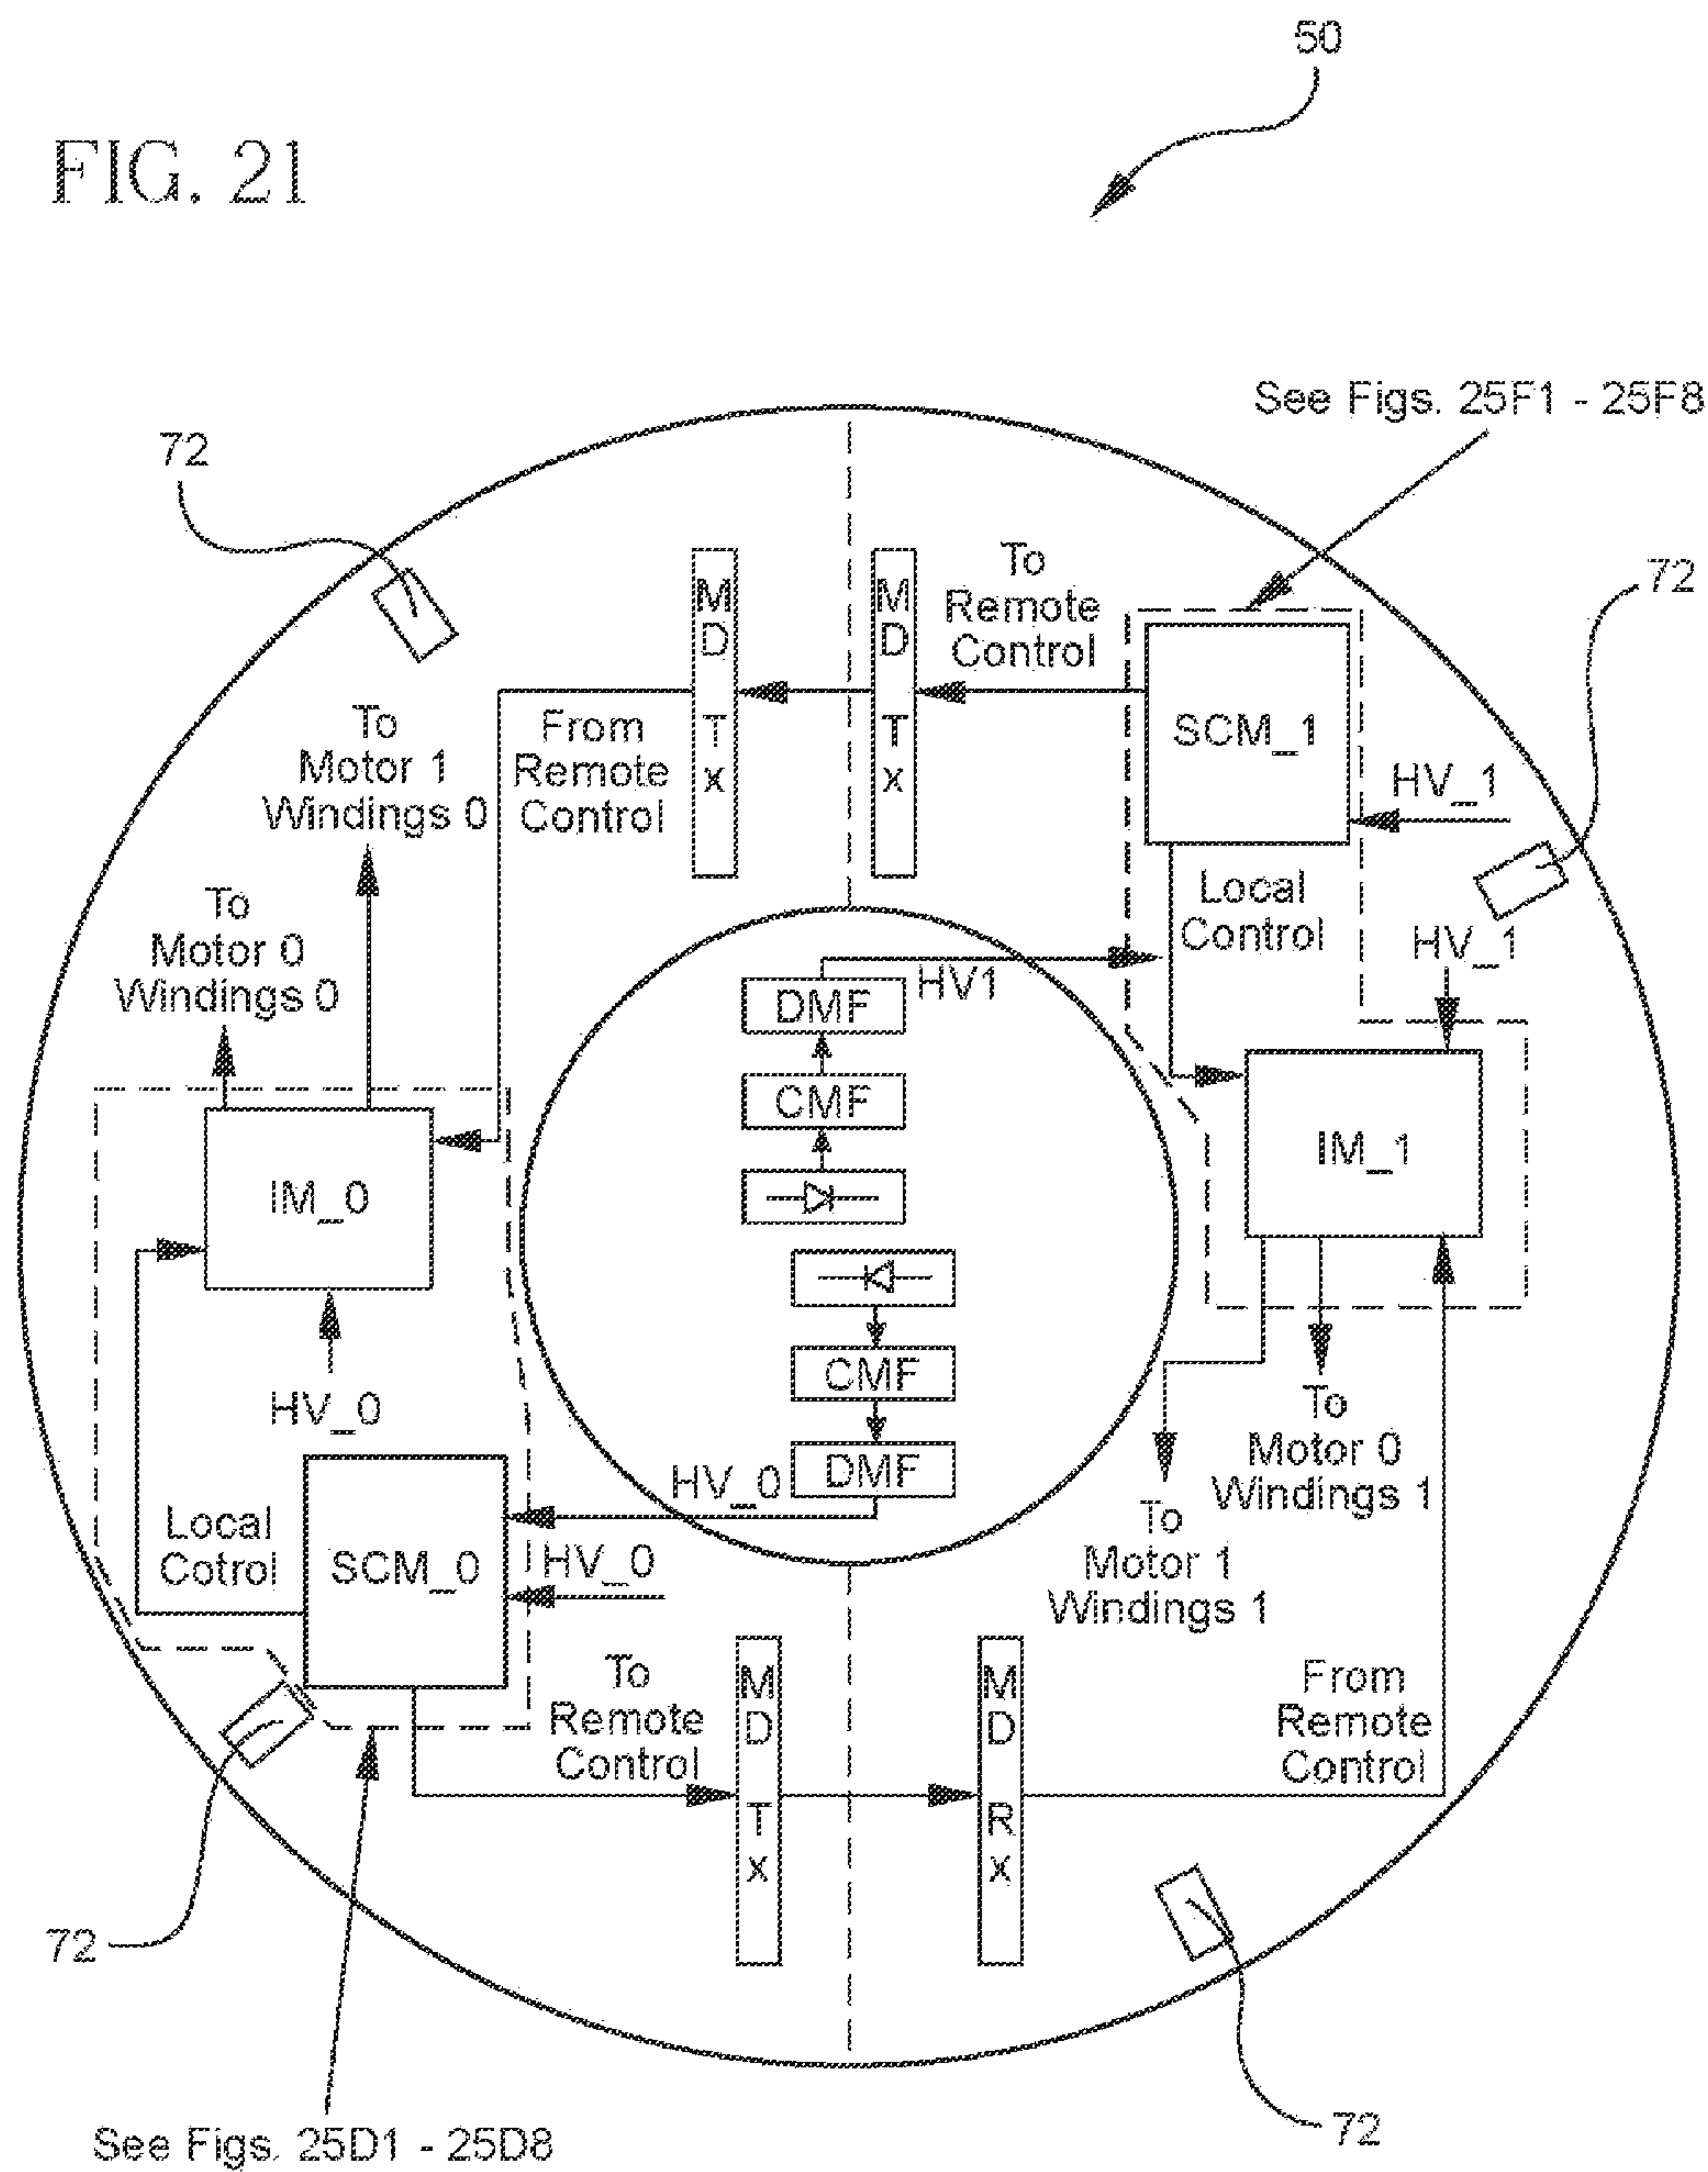 50
FIG. 21
See Figs. 25F1 - 25F8
72
72
To
Remote
Control
M
D
T
x
M
D
T
x
SCM_1
From
Remote
Control
To
Motor 1
Windings 0
HV_1
Local
Control
To
Motor 0
Windings 0
HV_1
HV1
DMF
CMF
IM_1
IM_0
CMF
DMF
HV_0
To
Motor 0
Windings 1
HV_0
Local
Cotrol
SCM_0
HV_0
To
Motor 1
Windings 1
To
Remote
Control
M
D
T
x
M
D
R
x
From
Remote
Control
72
72
See Figs. 25D1 - 25D8